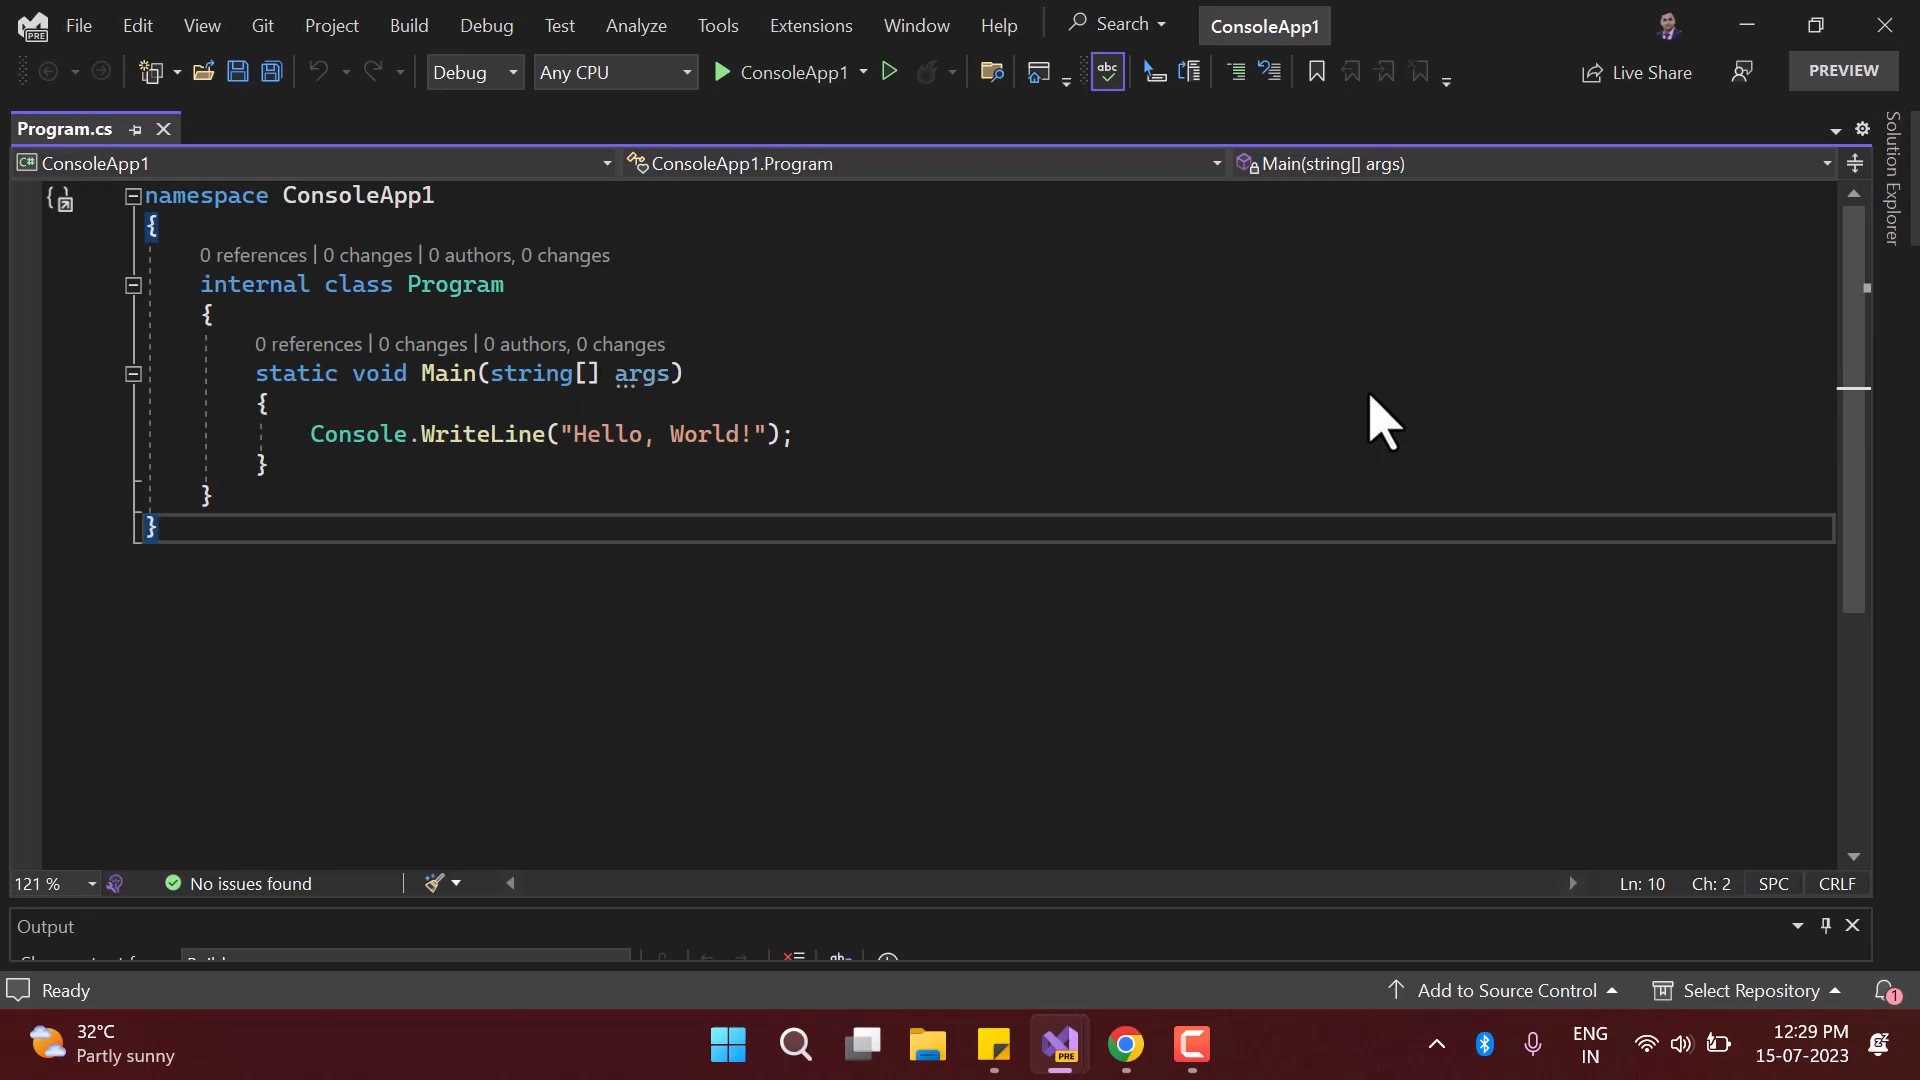 File Edit View Git Project Build Debug Test Analyze Tools Extensions Window Help Search ConsoleApp1
PRE
Debug Any CPU ConsoleApp1 abc Live Share PREVIEW
Program.cs
Solution Explorer
C# ConsoleApp1 ConsoleApp1.Program Main(string[] args)
namespace ConsoleApp1
{
0 references | 0 changes | 0 authors, 0 changes
internal class Program
{
0 references | 0 changes | 0 authors, 0 changes
static void Main(string[] args)
{
Console.WriteLine("Hello, World!");
}
}
}
121 % No issues found Ln: 10 Ch: 2 SPC CRLF
Output
Ready Add to Source Control Select Repository 1
32°C
Partly sunny
PRE
ENG
IN
12:29 PM
15-07-2023